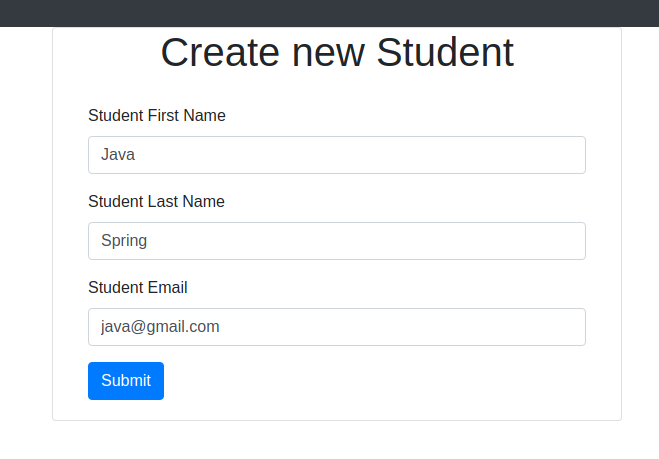 Create new Student
Student First Name
Java
Student Last Name
Spring
Student Email
java@gmail.com
Submit